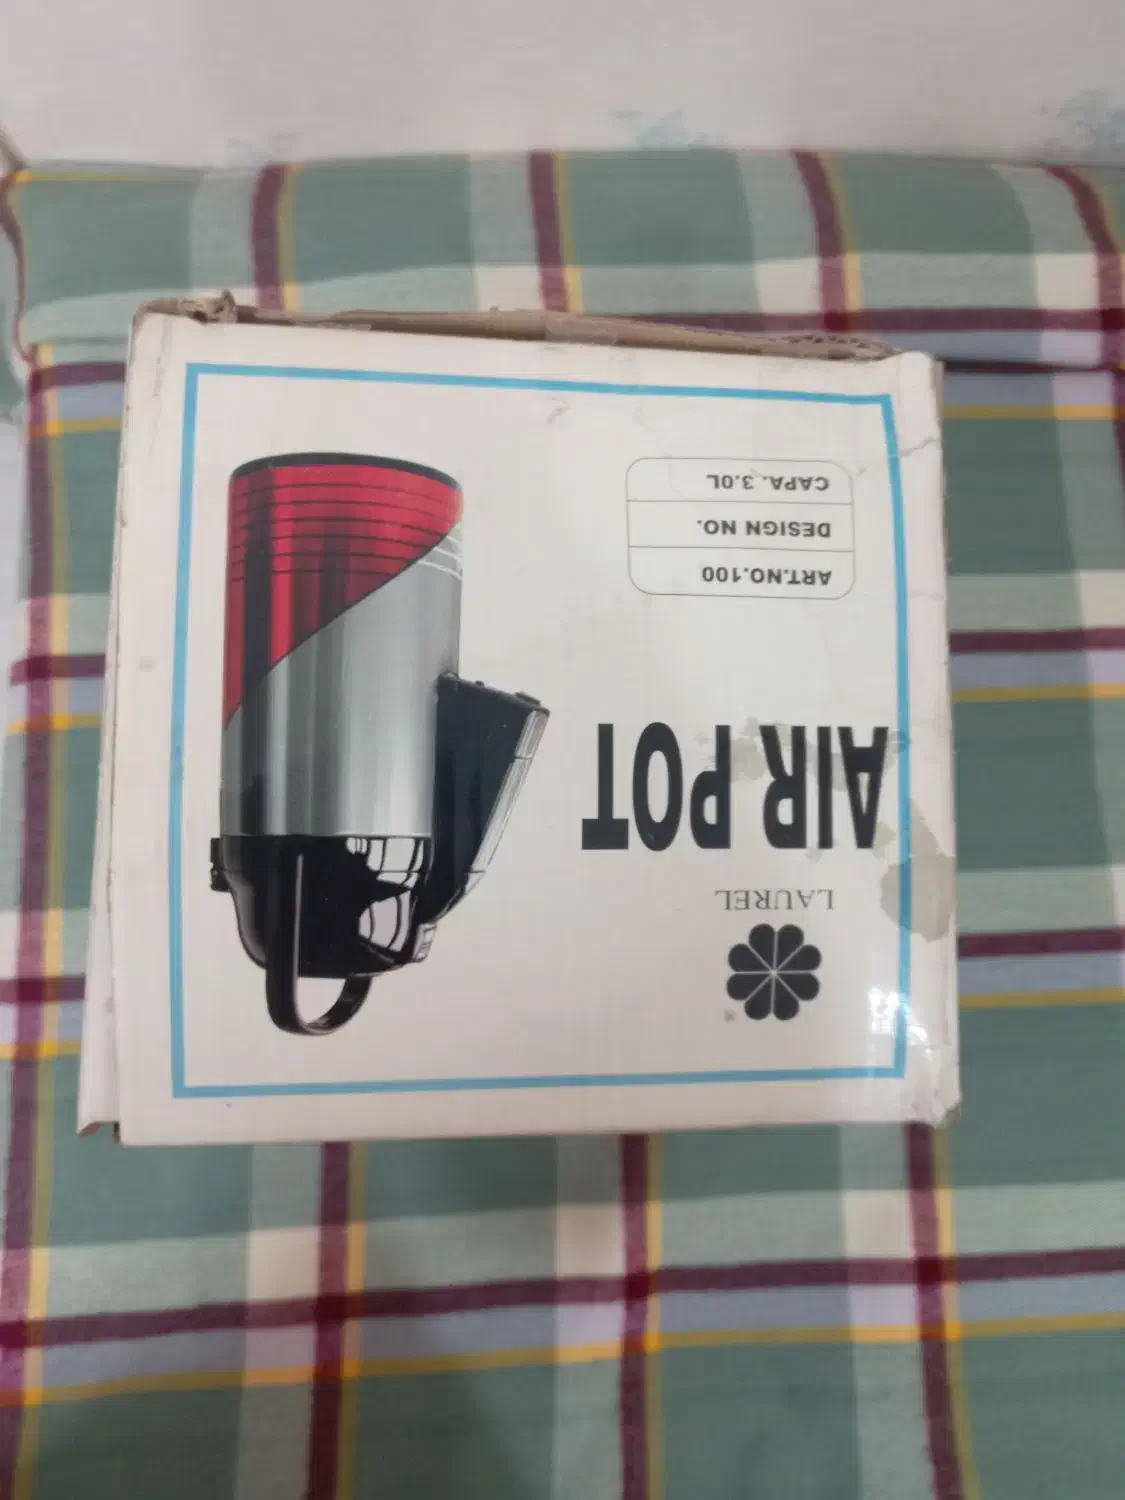 ®
LAUREL
AIR POT
ART.NO.100
DESIGN NO.
CAPA. 3.0L